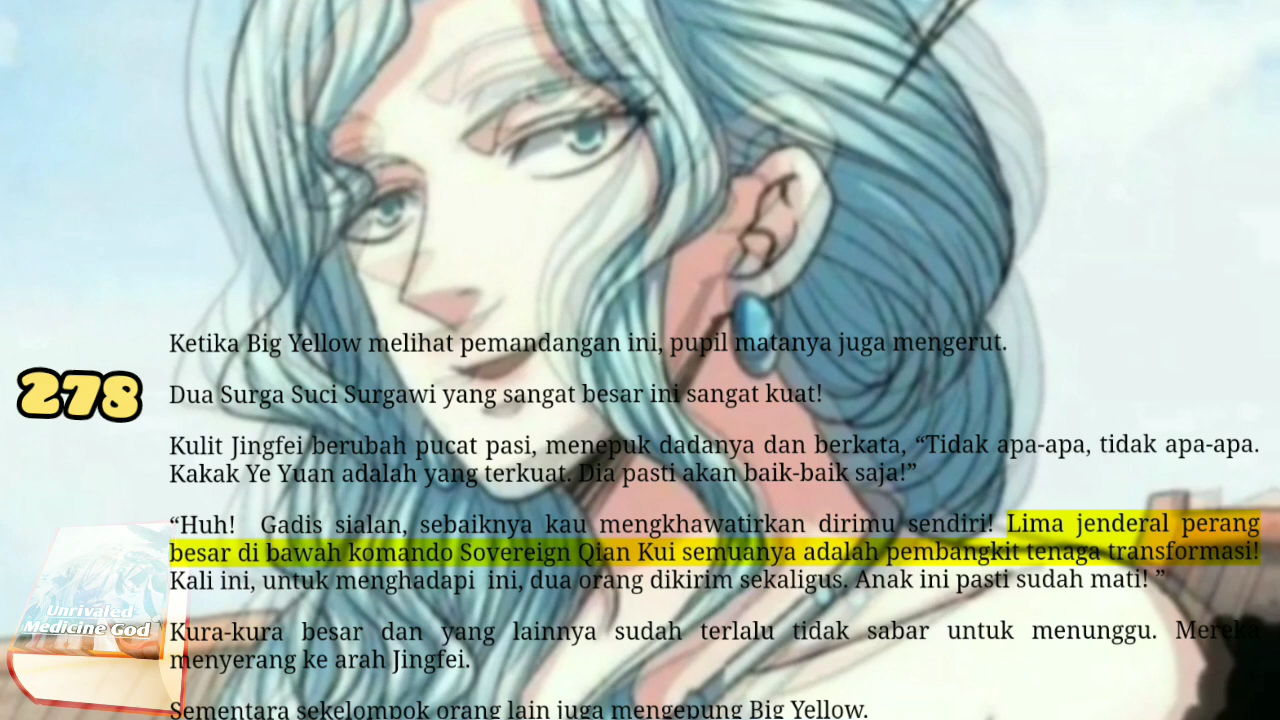 Ketika Big Yellow melihat pemandangan ini, pupil matanya juga mengerut.
278
Dua Surga Suci Surgawi yang sangat besar ini sangat kuat!
Kulit Jingfei berubah pucat pasi, menepuk dadanya dan berkata, “Tidak apa-apa, tidak apa-apa.
Kakak Ye Yuan adalah yang terkuat. Dia pasti akan baik-baik saja!”
“Huh! Gadis sialan, sebaiknya kau mengkhawatirkan dirimu sendiri! Lima jenderal perang
besar di bawah komando Sovereign Qian Kui semuanya adalah pembangkit tenaga transformasi!
Kali ini, untuk menghadapi ini, dua orang dikirim sekaligus. Anak ini pasti sudah mati! ”
Unrivaled
Medicine God
Kura-kura besar dan yang lainnya sudah terlalu tidak sabar untuk menunggu. Mereka
menyerang ke arah Jingfei.
Sementara sekelompok orang lain juga mengepung Big Yellow.